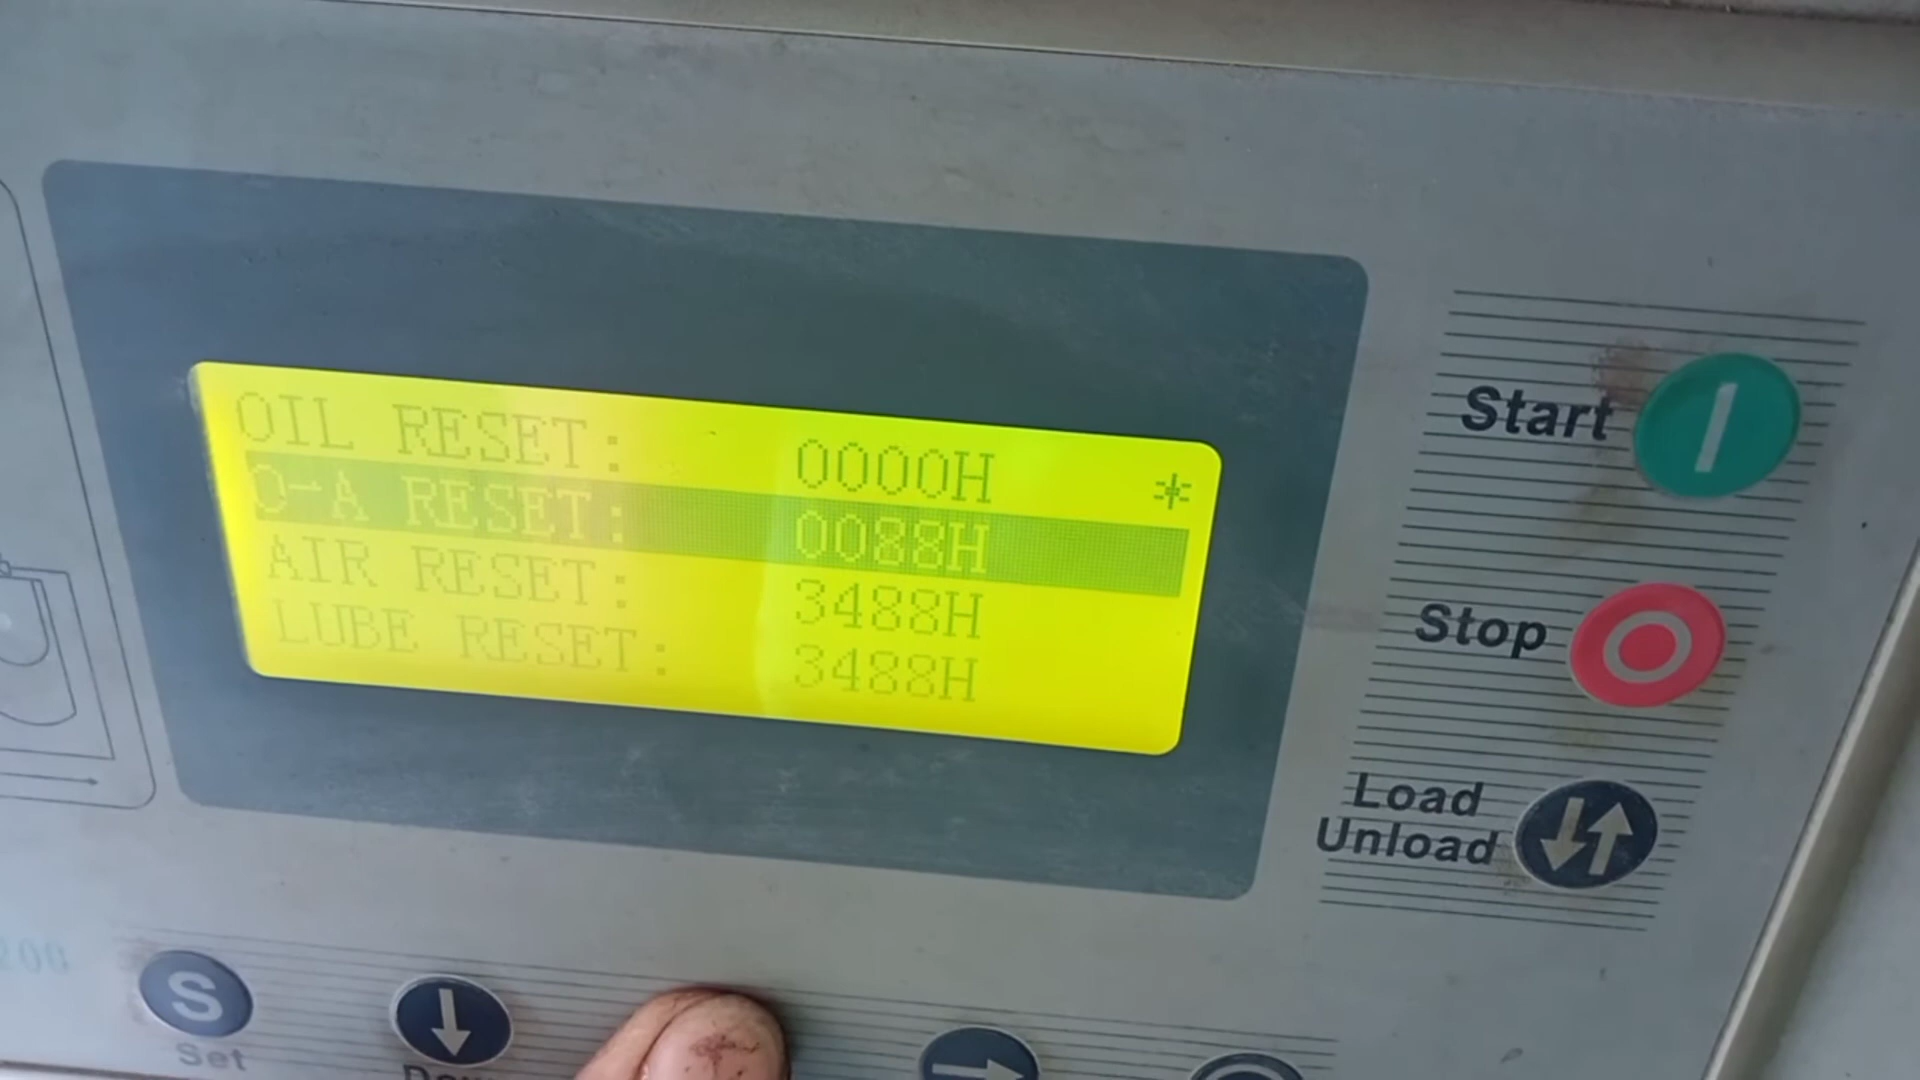 OIL RESET: 0000H *
O-A RESET: 0088H
AIR RESET: 3488H
LUBE RESET: 3488H
Start
Stop
Load
Unload
S
Set